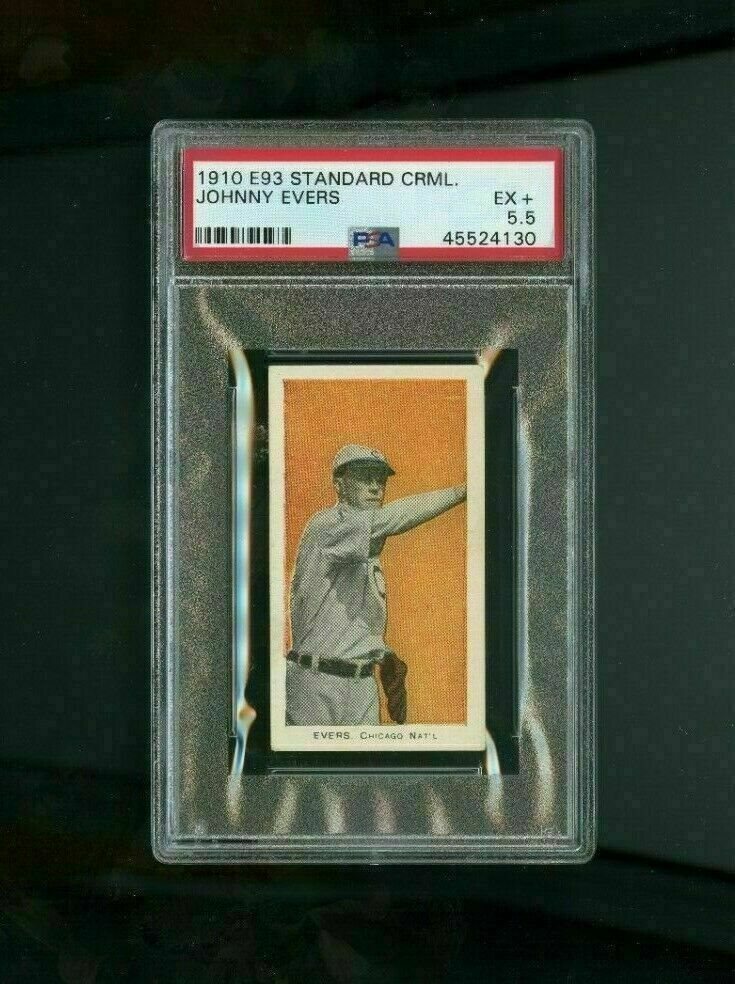 1910 E93 STANDARD CRML.
JOHNNY EVERS EX +
5.5
PSA 45524130
EVERS, CHICAGO NAT'L